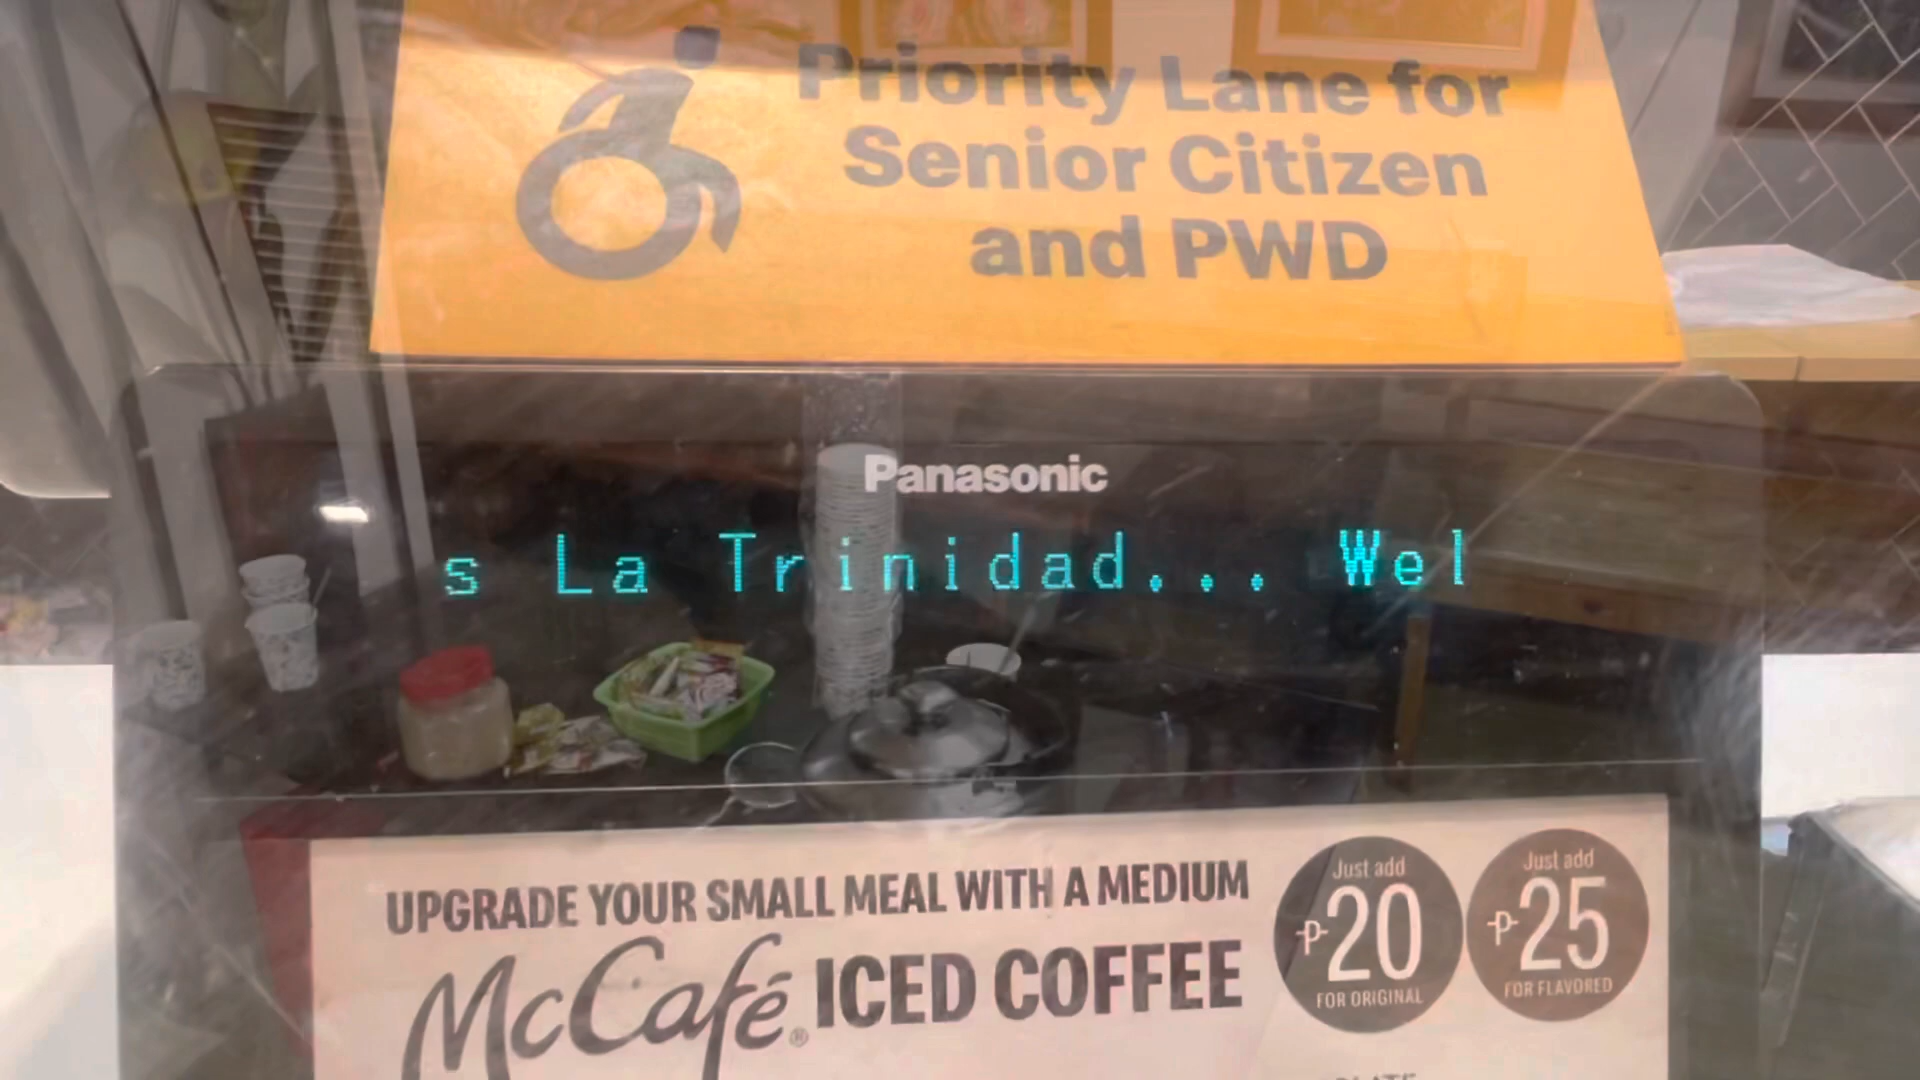 Priority Lane for
Senior Citizen
and PWD
Panasonic
s La Trinidad... Wel
UPGRADE YOUR SMALL MEAL WITH A MEDIUM
McCafé® ICED COFFEE
Just add
₱20
FOR ORIGINAL
Just add
₱25
FOR FLAVORED